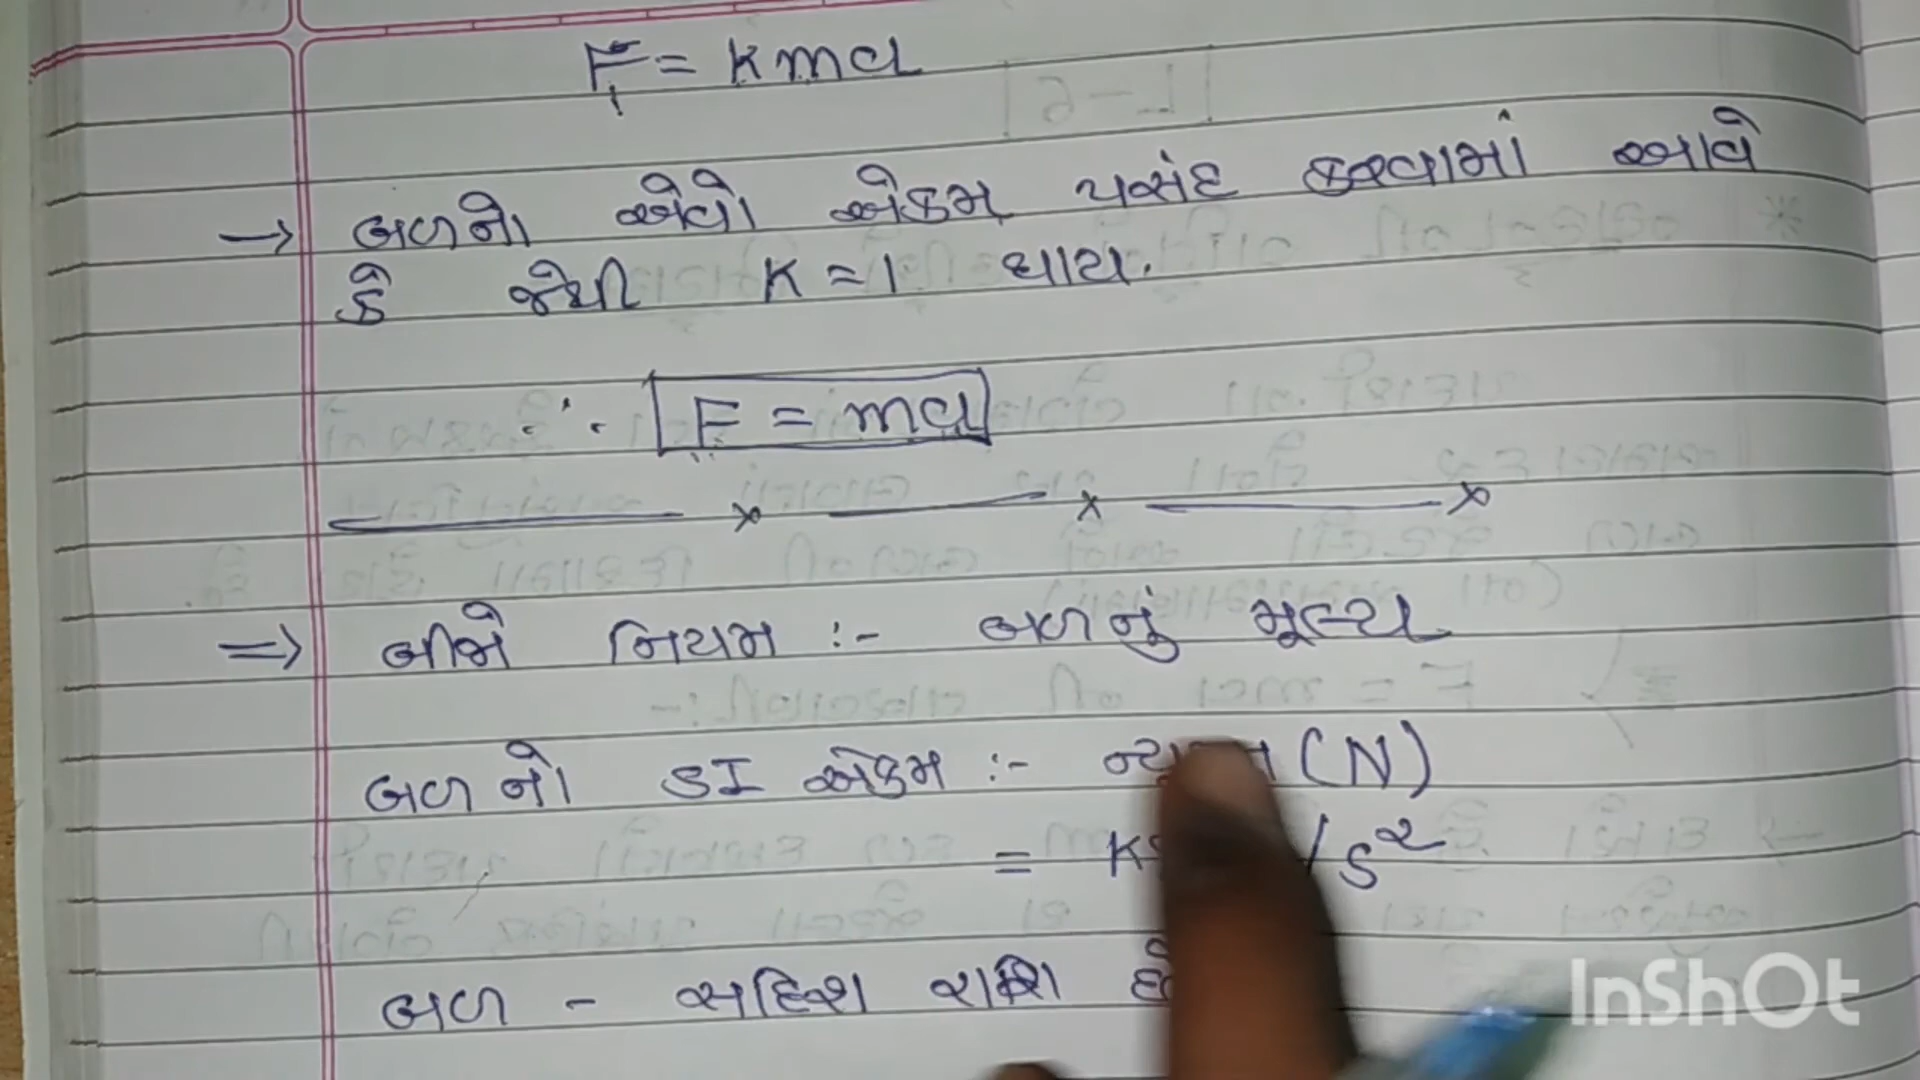 F = kma
→ બળનો એવો એકમ પસંદ કરવામાં આવે
કે જેથી K = 1 થાય.
∴ F = ma
⇒ બીજો નિયમ :- બળનું મૂલ્ય
બળનો SI એકમ :- (N)
= /s²
બળ - સદિશ રાશિ
InShOt